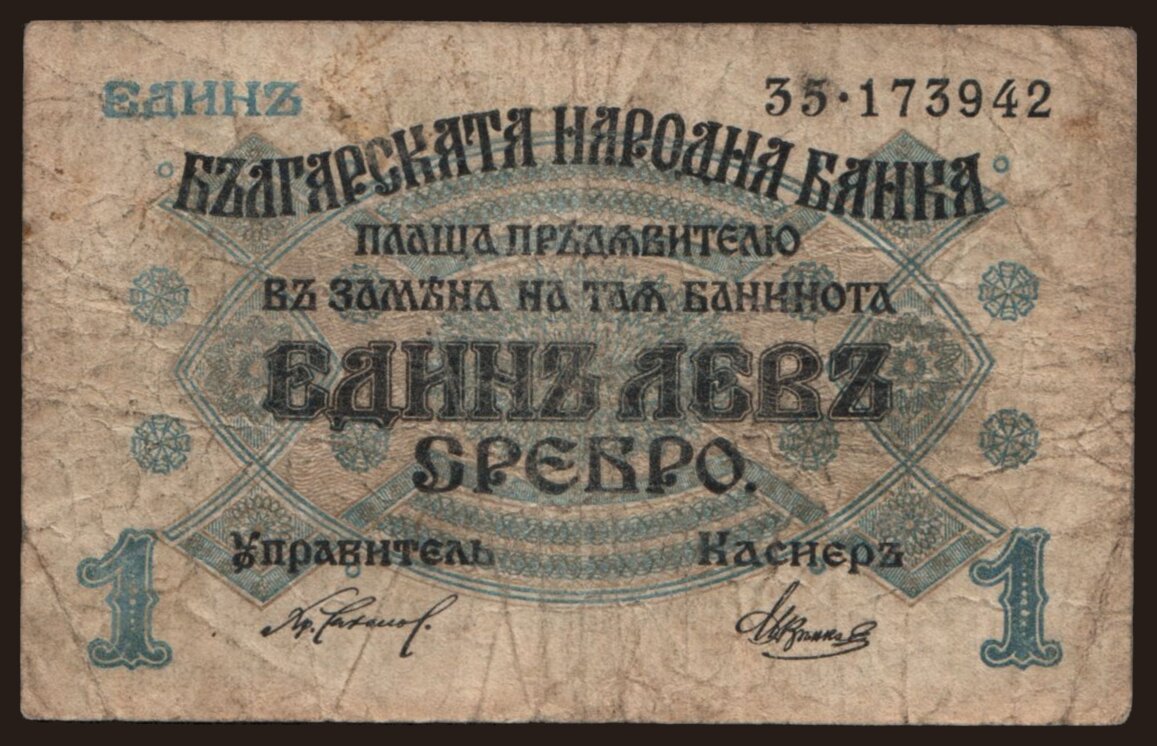 ЕДИНЪ
35·173942
БЪЛГАРСКАТА НАРОДНА БАНКА
ПЛАЩА ПРѢДѪВИТЕЛЮ
ВЪ ЗАМѢНА НА ТАЯ БАНКНОТА
ЕДИНЪ ЛЕВЪ
СРЕБРО.
Управитель Касиеръ
1 1